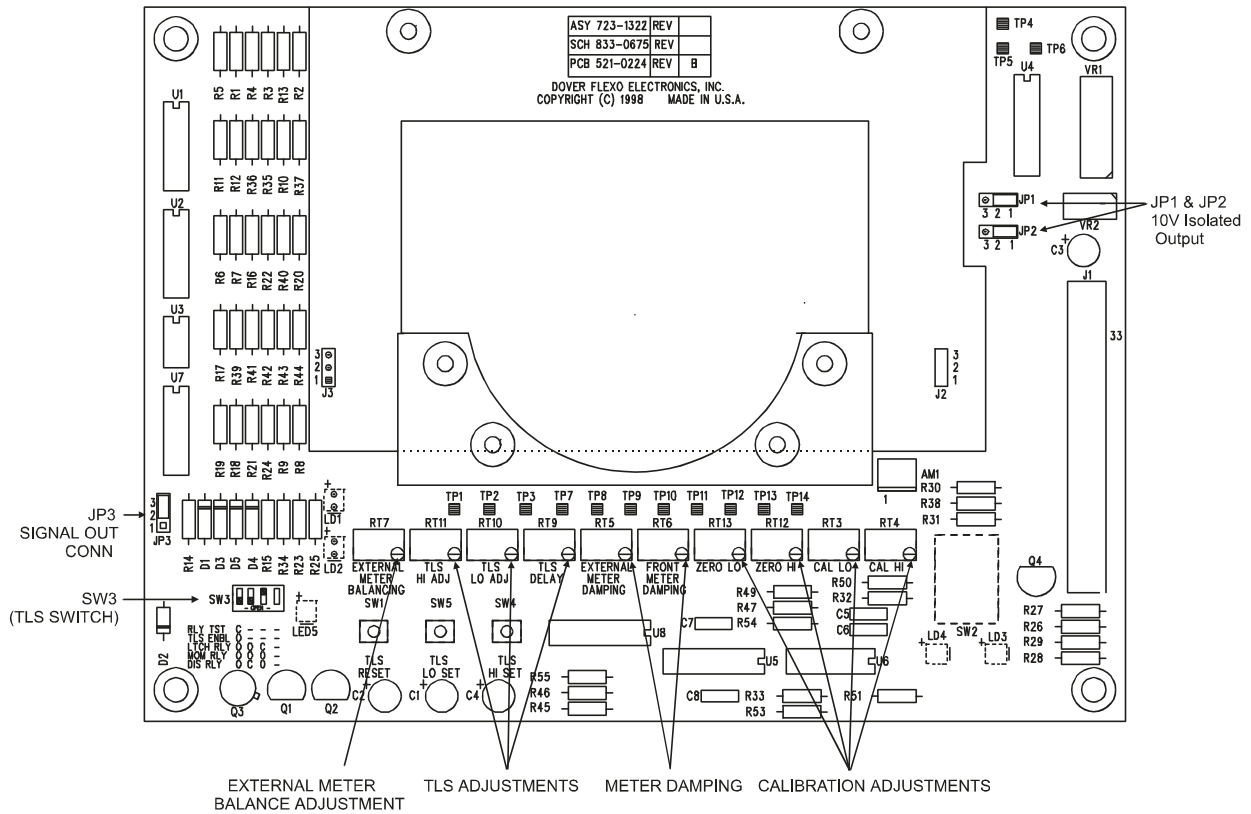 ASY 723-1322 REV
SCH 833-0675 REV
PCB 521-0224 REV B
DOVER FLEXO ELECTRONICS, INC.
COPYRIGHT (C) 1998 MADE IN U.S.A.
TP4
TP5
TP6
U4
VR1
U1
R5 R1 R4 R3 R13 R2
R11 R12 R36 R35 R10 R37
U2
JP1
3 2 1
JP2
3 2 1
VR2
+
C3
J1
33
JP1 & JP2
10V Isolated
Output
R6 R7 R16 R22 R40 R20
U3
R17 R39 R41 R42 R43 R44
3
2
1
J3
3
2
1
J2
U7
R19 R18 R21 R24 R9 R8
AM1
1
R30
R38
R31
JP3
SIGNAL OUT
CONN
3
2
1
JP3
R14 D1 D3 D5 D4 R15 R34 R23 R25
+
LD1
+
LD2
TP1 TP2 TP3 TP7 TP8 TP9 TP10 TP11 TP12 TP13 TP14
RT7 RT11 RT10 RT9 RT5 RT6 RT13 RT12 RT3 RT4
EXTERNAL
METER
BALANCING
TLS
HI ADJ
TLS
LO ADJ
TLS
DELAY
EXTERNAL
METER
DAMPING
FRONT
METER
DAMPING
ZERO LO
ZERO HI
CAL LO
CAL HI
SW3
(TLS SWITCH)
SW3
- OPEN -
+
LED5
RLY TST C - - -
TLS ENBL O - - -
LTCH RLY O O C -
MOM RLY O O O -
DIS RLY O C O -
D2
SW1
TLS
RESET
SW5
TLS
LO SET
SW4
TLS
HI SET
U8
C7
R49
R47
R54
R50
R32
C5
C6
U5
U6
SW2
Q4
+
LD4
+
LD3
R27
R26
R29
R28
Q3
Q1
Q2
+
C2
+
C1
+
C4
R55
R46
R45
C8
R33
R53
R51
EXTERNAL METER
BALANCE ADJUSTMENT
TLS ADJUSTMENTS
METER DAMPING
CALIBRATION ADJUSTMENTS